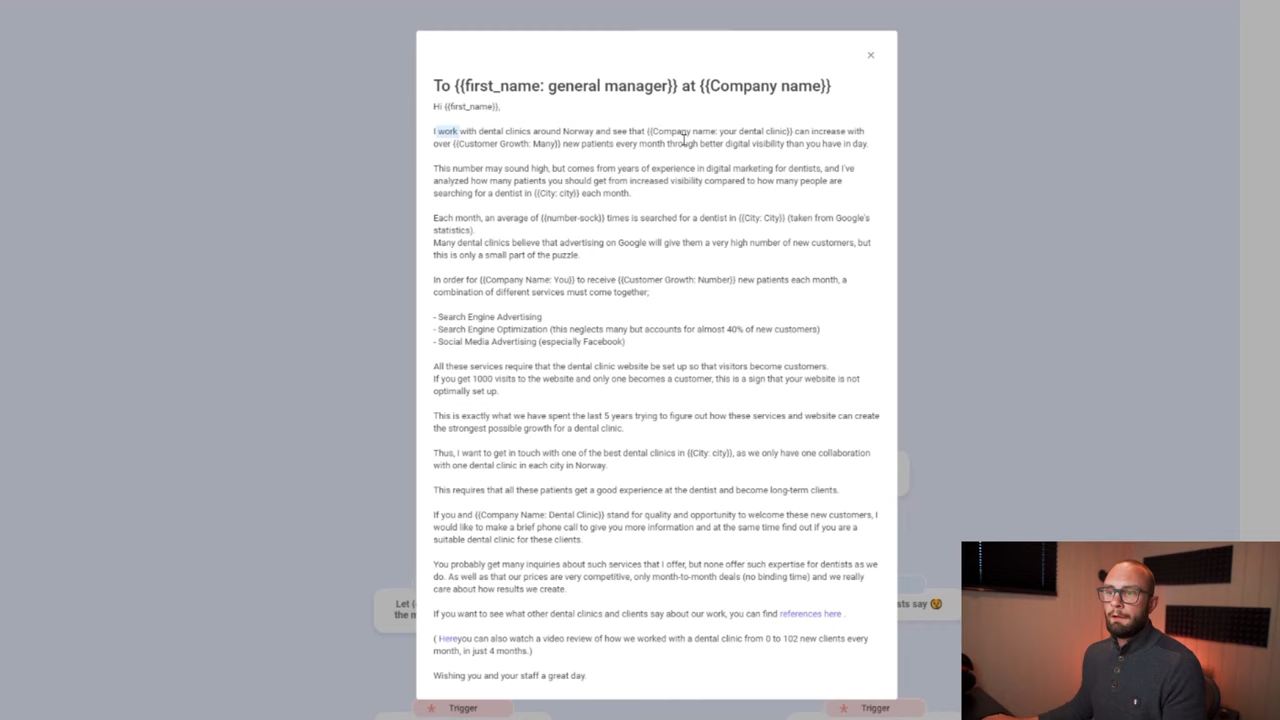 To {{first_name: general manager}} at {{Company name}}
Hi {{first_name}},
I work with dental clinics around Norway and see that {{Company name: your dental clinic}} can increase with
over {{Customer Growth: Many}} new patients every month through better digital visibility than you have in day.
This number may sound high, but comes from years of experience in digital marketing for dentists, and I've
analyzed how many patients you should get from increased visibility compared to how many people are
searching for a dentist in {{City: city}} each month.
Each month, an average of {{number-sock}} times is searched for a dentist in {{City: City}} (taken from Google's
statistics).
Many dental clinics believe that advertising on Google will give them a very high number of new customers, but
this is only a small part of the puzzle.
In order for {{Company Name: You}} to receive {{Customer Growth: Number}} new patients each month, a
combination of different services must come together;
- Search Engine Advertising
- Search Engine Optimization (this neglects many but accounts for almost 40% of new customers)
- Social Media Advertising (especially Facebook)
All these services require that the dental clinic website be set up so that visitors become customers.
If you get 1000 visits to the website and only one becomes a customer, this is a sign that your website is not
optimally set up.
This is exactly what we have spent the last 5 years trying to figure out how these services and website can create
the strongest possible growth for a dental clinic.
Thus, I want to get in touch with one of the best dental clinics in {{City: city}}, as we only have one collaboration
with one dental clinic in each city in Norway.
This requires that all these patients get a good experience at the dentist and become long-term clients.
If you and {{Company Name: Dental Clinic}} stand for quality and opportunity to welcome these new customers, I
would like to make a brief phone call to give you more information and at the same time find out if you are a
suitable dental clinic for these clients.
You probably get many inquiries about such services that I offer, but none offer such expertise for dentists as we
do. As well as that our prices are very competitive, only month-to-month deals (no binding time) and we really
care about how results we create.
If you want to see what other dental clinics and clients say about our work, you can find references here .
( Hereyou can also watch a video review of how we worked with a dental clinic from 0 to 102 new clients every
month, in just 4 months.)
Wishing you and your staff a great day.
Let {
the m
sts say 😯
Trigger
Trigger